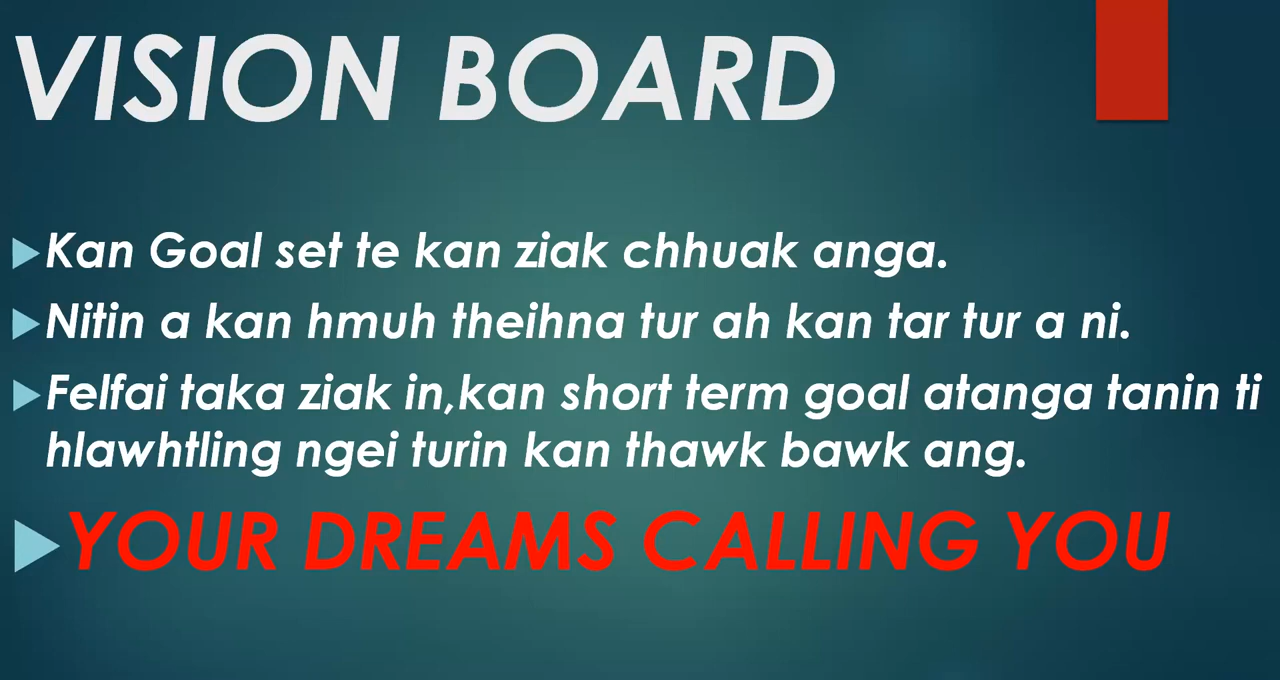 VISION BOARD
Kan Goal set te kan ziak chhuak anga.
Nitin a kan hmuh theihna tur ah kan tar tur a ni.
Felfai taka ziak in,kan short term goal atanga tanin ti
hlawhtling ngei turin kan thawk bawk ang.
YOUR DREAMS CALLING YOU